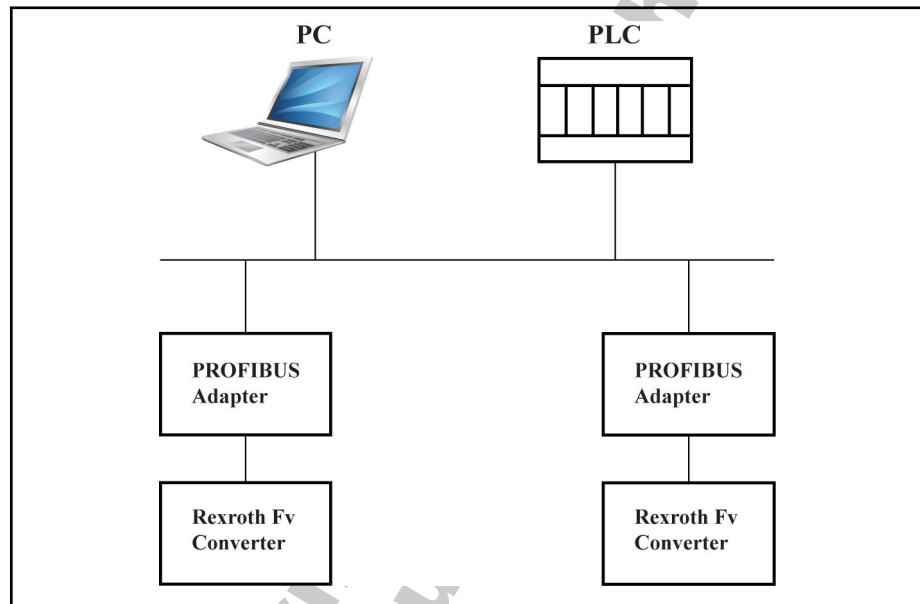 PC
PLC
PROFIBUS
Adapter
PROFIBUS
Adapter
Rexroth Fv
Converter
Rexroth Fv
Converter